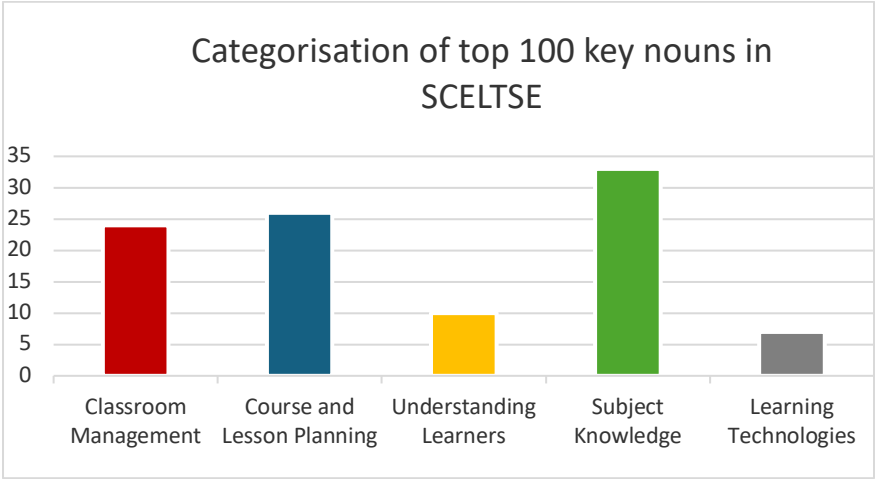 Categorisation of top 100 key nouns in
SCELTSE
35
30
25
20
15
10
5
0
Classroom
Management
Course and
Lesson Planning
Understanding
Learners
Subject
Knowledge
Learning
Technologies